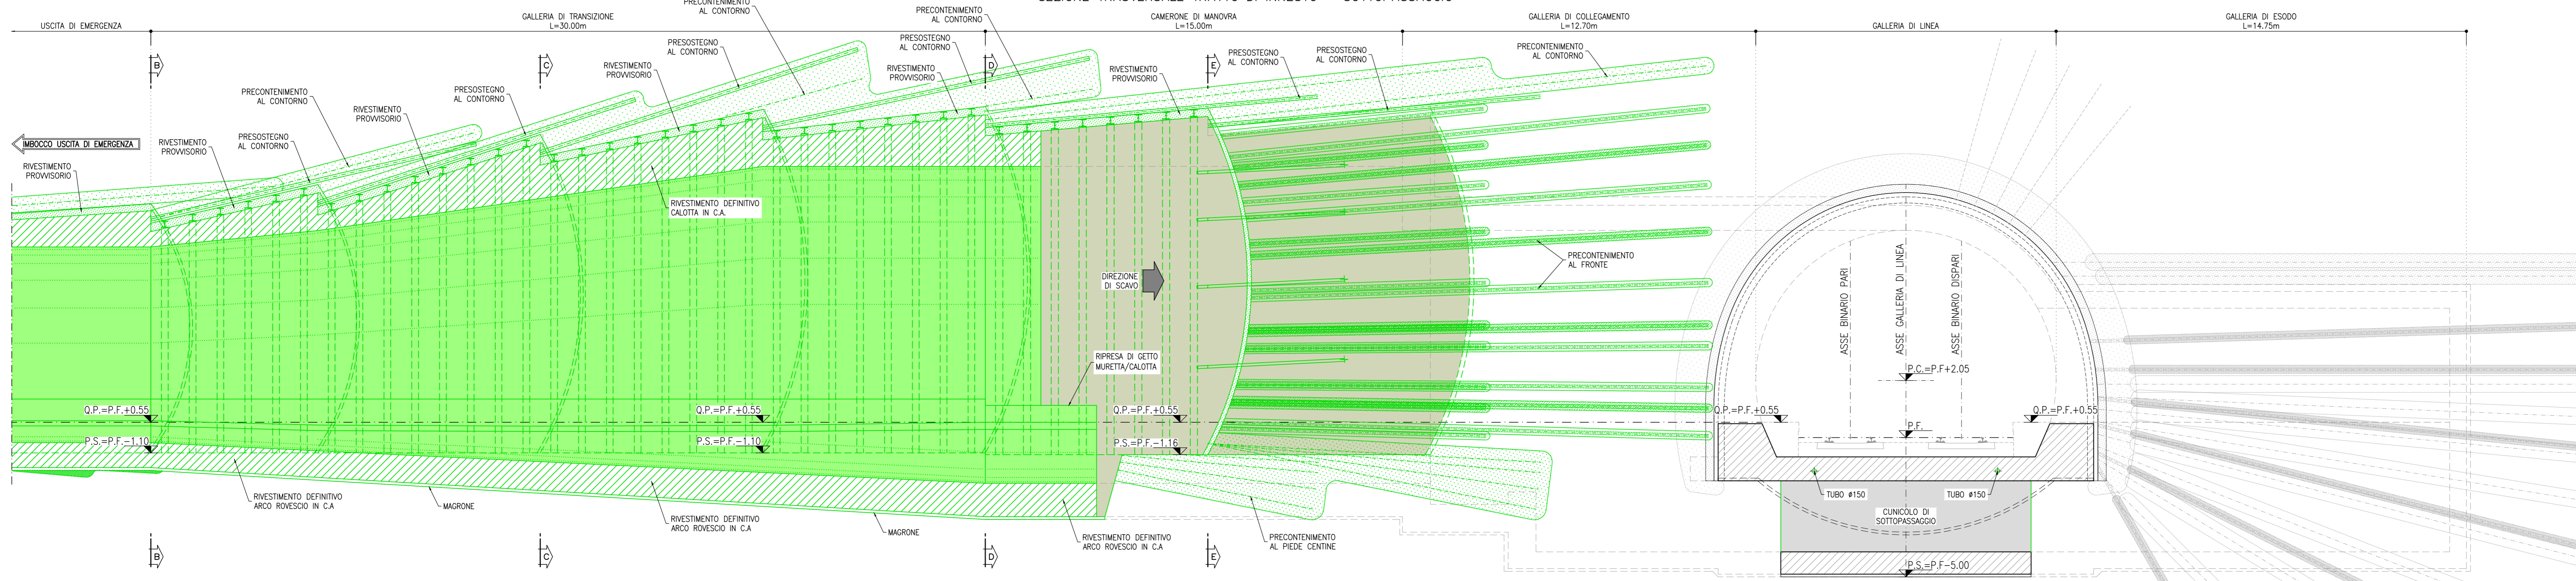 USCITA DI EMERGENZA
GALLERIA DI TRANSIZIONE
L=30.00m
CAMERONE DI MANOVRA
L=15.00m
GALLERIA DI COLLEGAMENTO
L=12.70m
GALLERIA DI LINEA
GALLERIA DI ESODO
L=14.75m
B
C
D
E
PRECONTENIMENTO
AL CONTORNO
PRECONTENIMENTO
AL CONTORNO
PRESOSTEGNO
AL CONTORNO
PRESOSTEGNO
AL CONTORNO
PRESOSTEGNO
AL CONTORNO
PRESOSTEGNO
AL CONTORNO
PRECONTENIMENTO
AL CONTORNO
RIVESTIMENTO
PROVVISORIO
RIVESTIMENTO
PROVVISORIO
RIVESTIMENTO
PROVVISORIO
PRESOSTEGNO
AL CONTORNO
PRECONTENIMENTO
AL CONTORNO
RIVESTIMENTO
PROVVISORIO
PRESOSTEGNO
AL CONTORNO
RIVESTIMENTO
PROVVISORIO
RIVESTIMENTO
PROVVISORIO
IMBOCCO USCITA DI EMERGENZA
RIVESTIMENTO DEFINITIVO
CALOTTA IN C.A.
DIREZIONE
DI SCAVO
PRECONTENIMENTO
AL FRONTE
ASSE BINARIO PARI
ASSE GALLERIA DI LINEA
ASSE BINARIO DISPARI
RIPRESA DI GETTO
MURETTA/CALOTTA
P.C.=P.F+2.05
Q.P.=P.F.+0.55
Q.P.=P.F.+0.55
Q.P.=P.F.+0.55
Q.P.=P.F.+0.55
Q.P.=P.F.+0.55
P.F.
P.S.=P.F.-1.10
P.S.=P.F.-1.10
P.S.=P.F.-1.16
RIVESTIMENTO DEFINITIVO
ARCO ROVESCIO IN C.A
MAGRONE
RIVESTIMENTO DEFINITIVO
ARCO ROVESCIO IN C.A
MAGRONE
RIVESTIMENTO DEFINITIVO
ARCO ROVESCIO IN C.A
PRECONTENIMENTO
AL PIEDE CENTINE
TUBO ø150
TUBO ø150
CUNICOLO DI
SOTTOPASSAGGIO
P.S.=P.F-5.00
B
C
D
E